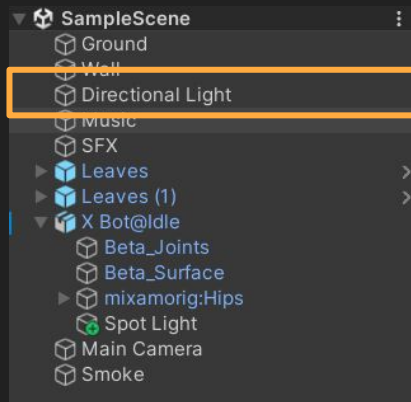 SampleScene
Ground
Wall
Directional Light
Music
SFX
Leaves
Leaves (1)
X Bot@Idle
Beta_Joints
Beta_Surface
mixamorig:Hips
Spot Light
Main Camera
Smoke